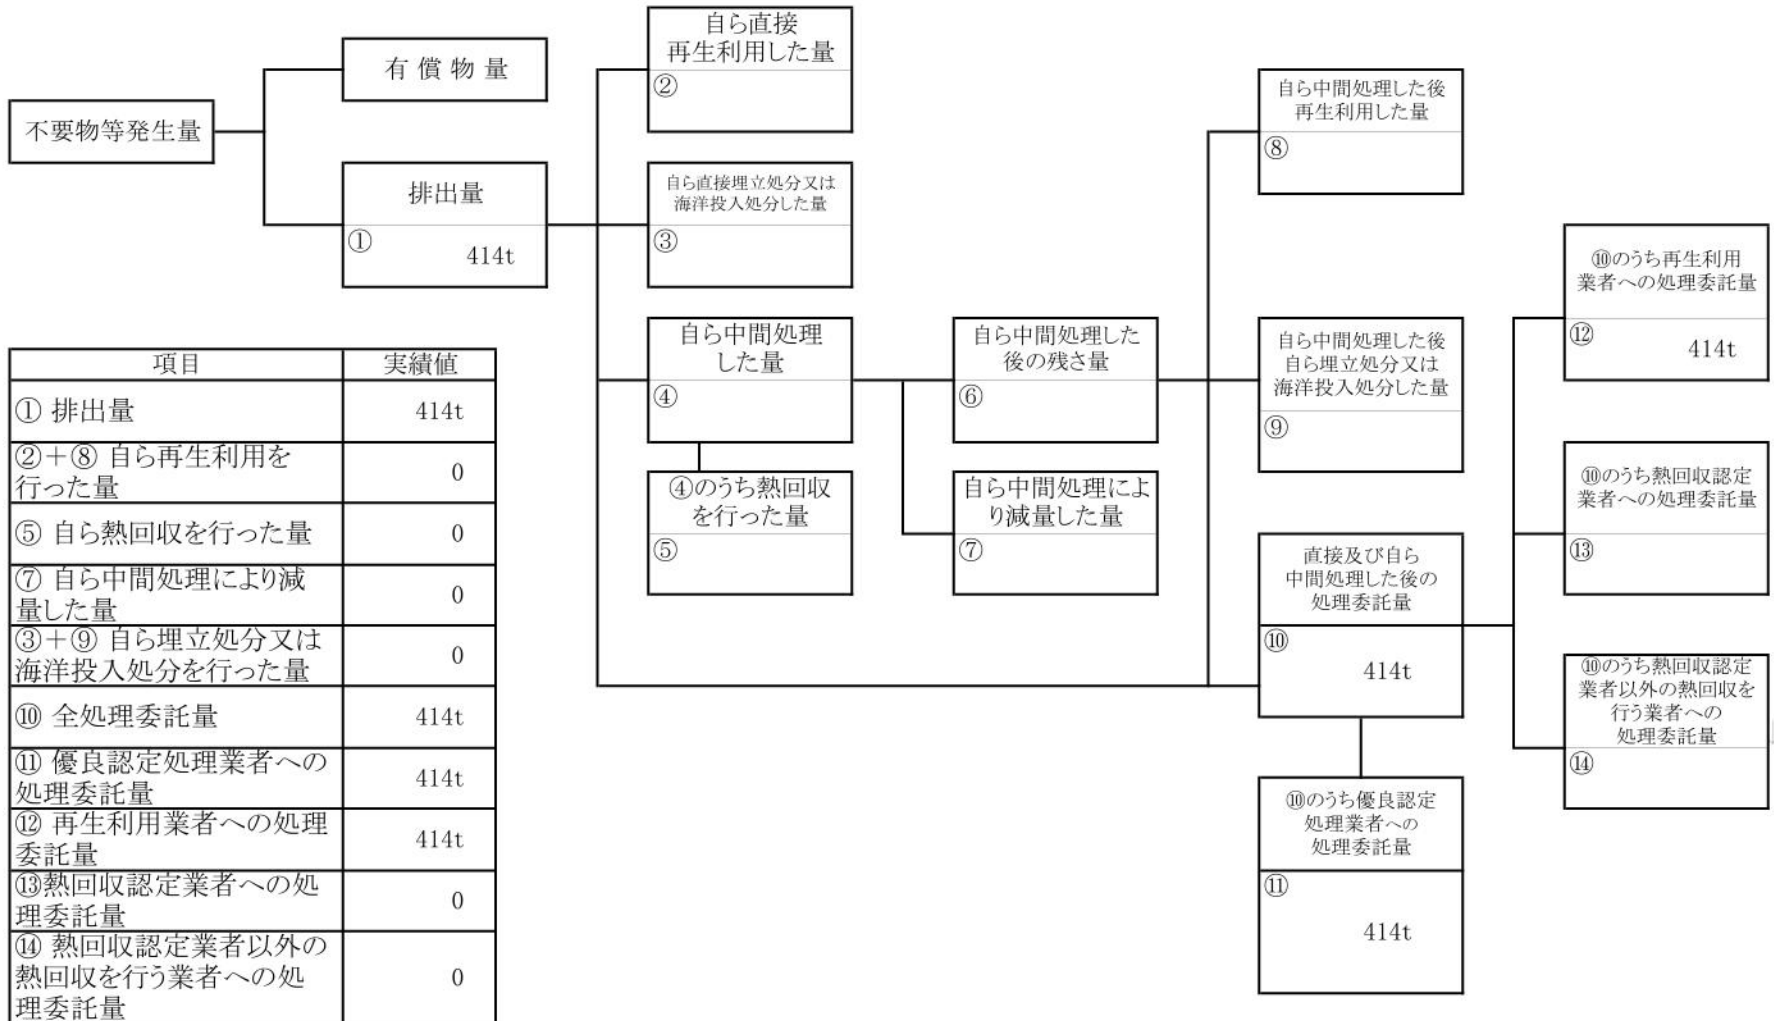 不要物等発生量
有償物量
排出量
①
414t
自ら直接
再生利用した量
②
自ら直接埋立処分又は
海洋投入処分した量
③
自ら中間処理
した量
④
④のうち熱回収
を行った量
⑤
自ら中間処理した
後の残さ量
⑥
自ら中間処理によ
り減量した量
⑦
自ら中間処理した後
再生利用した量
⑧
自ら中間処理した後
自ら埋立処分又は
海洋投入処分した量
⑨
直接及び自ら
中間処理した後の
処理委託量
⑩
414t
⑩のうち優良認定
処理業者への
処理委託量
⑪
414t
⑩のうち再生利用
業者への処理委託量
⑫
414t
⑩のうち熱回収認定
業者への処理委託量
⑬
⑩のうち熱回収認定
業者以外の熱回収を
行う業者への
処理委託量
⑭
項目 実績値
① 排出量 414t
②＋⑧ 自ら再生利用を
行った量 0
⑤ 自ら熱回収を行った量 0
⑦ 自ら中間処理により減
量した量 0
③＋⑨ 自ら埋立処分又は
海洋投入処分を行った量 0
⑩ 全処理委託量 414t
⑪ 優良認定処理業者への
処理委託量 414t
⑫ 再生利用業者への処理
委託量 414t
⑬熱回収認定業者への処
理委託量 0
⑭ 熱回収認定業者以外の
熱回収を行う業者への処 0
理委託量